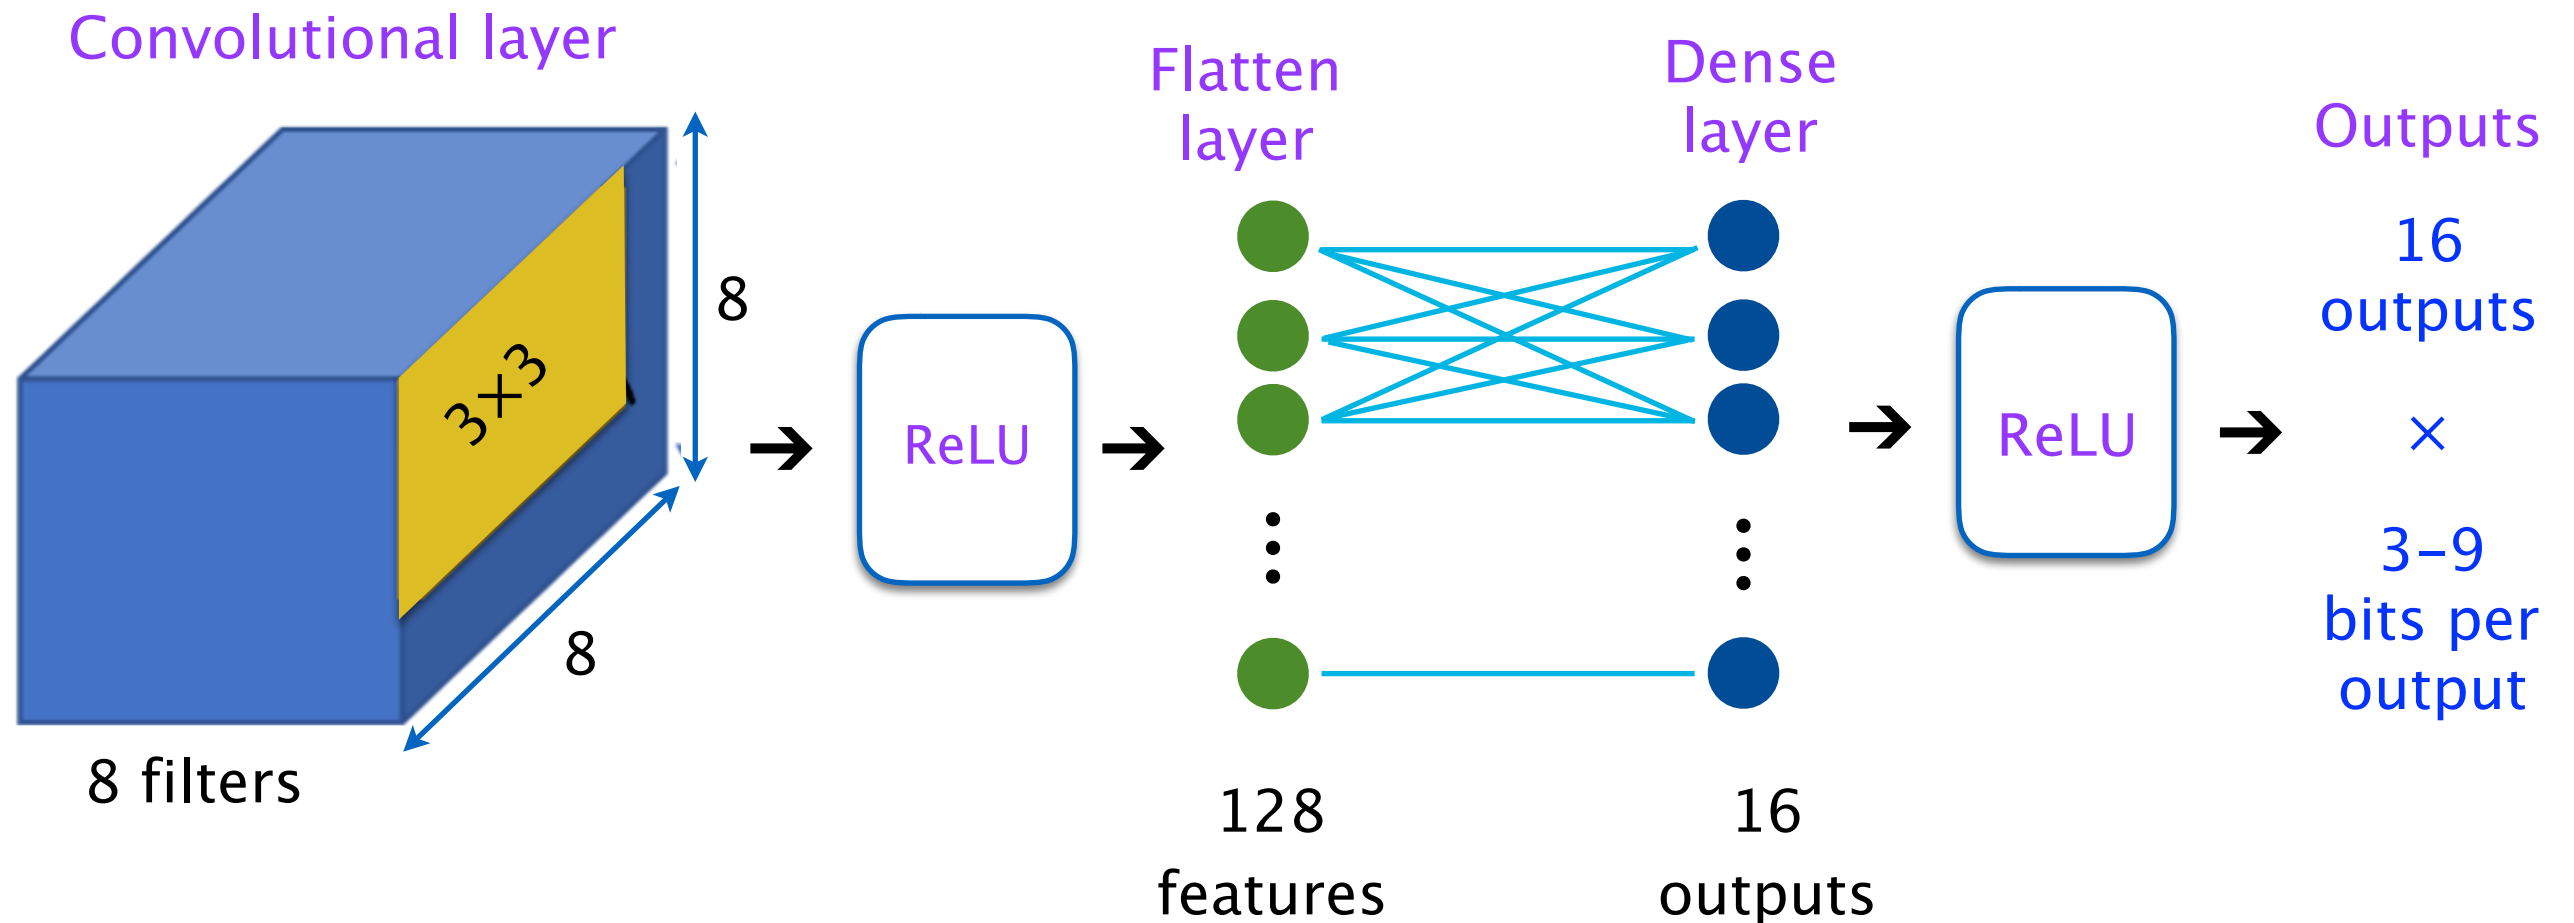 Convolutional layer
3×3
8
8
8 filters
ReLU
Flatten
layer
128
features
Dense
layer
16
outputs
ReLU
Outputs
16
outputs
×
3–9
bits per
output